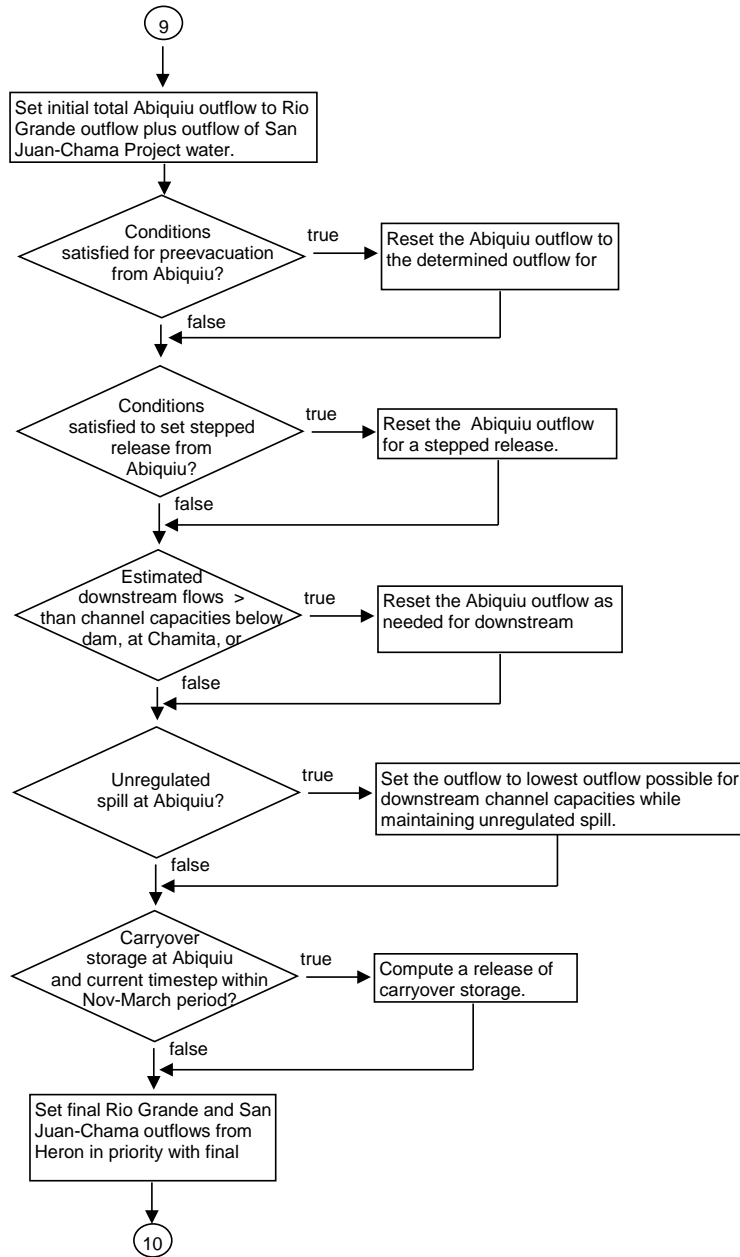 9
Set initial total Abiquiu outflow to Rio
Grande outflow plus outflow of San
Juan-Chama Project water.
Conditions
satisfied for preevacuation
from Abiquiu?
true
Reset the Abiquiu outflow to
the determined outflow for
false
Conditions
satisfied to set stepped
release from
Abiquiu?
true
Reset the Abiquiu outflow
for a stepped release.
false
Estimated
downstream flows >
than channel capacities below
dam, at Chamita, or
true
Reset the Abiquiu outflow as
needed for downstream
false
Unregulated
spill at Abiquiu?
true
Set the outflow to lowest outflow possible for
downstream channel capacities while
maintaining unregulated spill.
false
Carryover
storage at Abiquiu
and current timestep within
Nov-March period?
true
Compute a release of
carryover storage.
false
Set final Rio Grande and San
Juan-Chama outflows from
Heron in priority with final
10